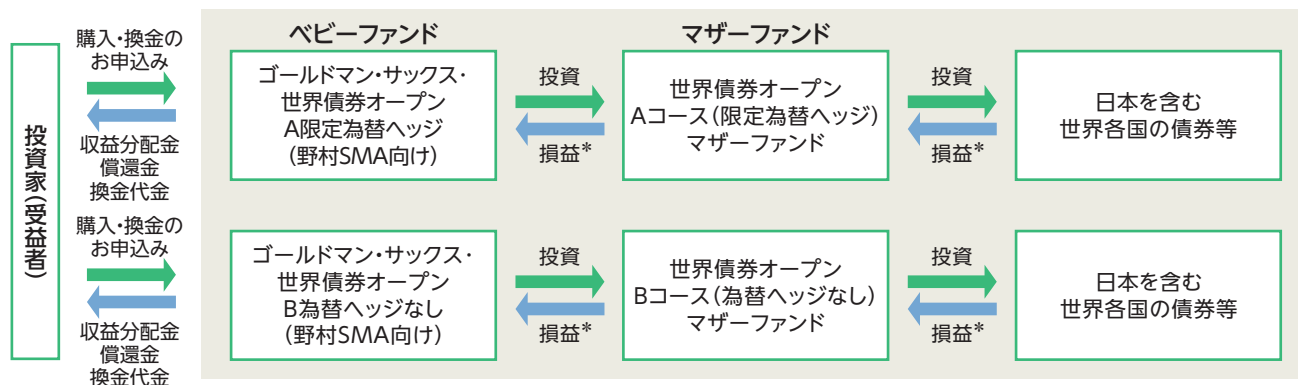 投資家(受益者)
購入・換金の
お申込み
収益分配金
償還金
換金代金
ベビーファンド
ゴールドマン・サックス・
世界債券オープン
A限定為替ヘッジ
(野村SMA向け)
投資
損益*
マザーファンド
世界債券オープン
Aコース(限定為替ヘッジ)
マザーファンド
投資
損益*
日本を含む
世界各国の債券等
購入・換金の
お申込み
収益分配金
償還金
換金代金
ゴールドマン・サックス・
世界債券オープン
B為替ヘッジなし
(野村SMA向け)
投資
損益*
世界債券オープン
Bコース(為替ヘッジなし)
マザーファンド
投資
損益*
日本を含む
世界各国の債券等